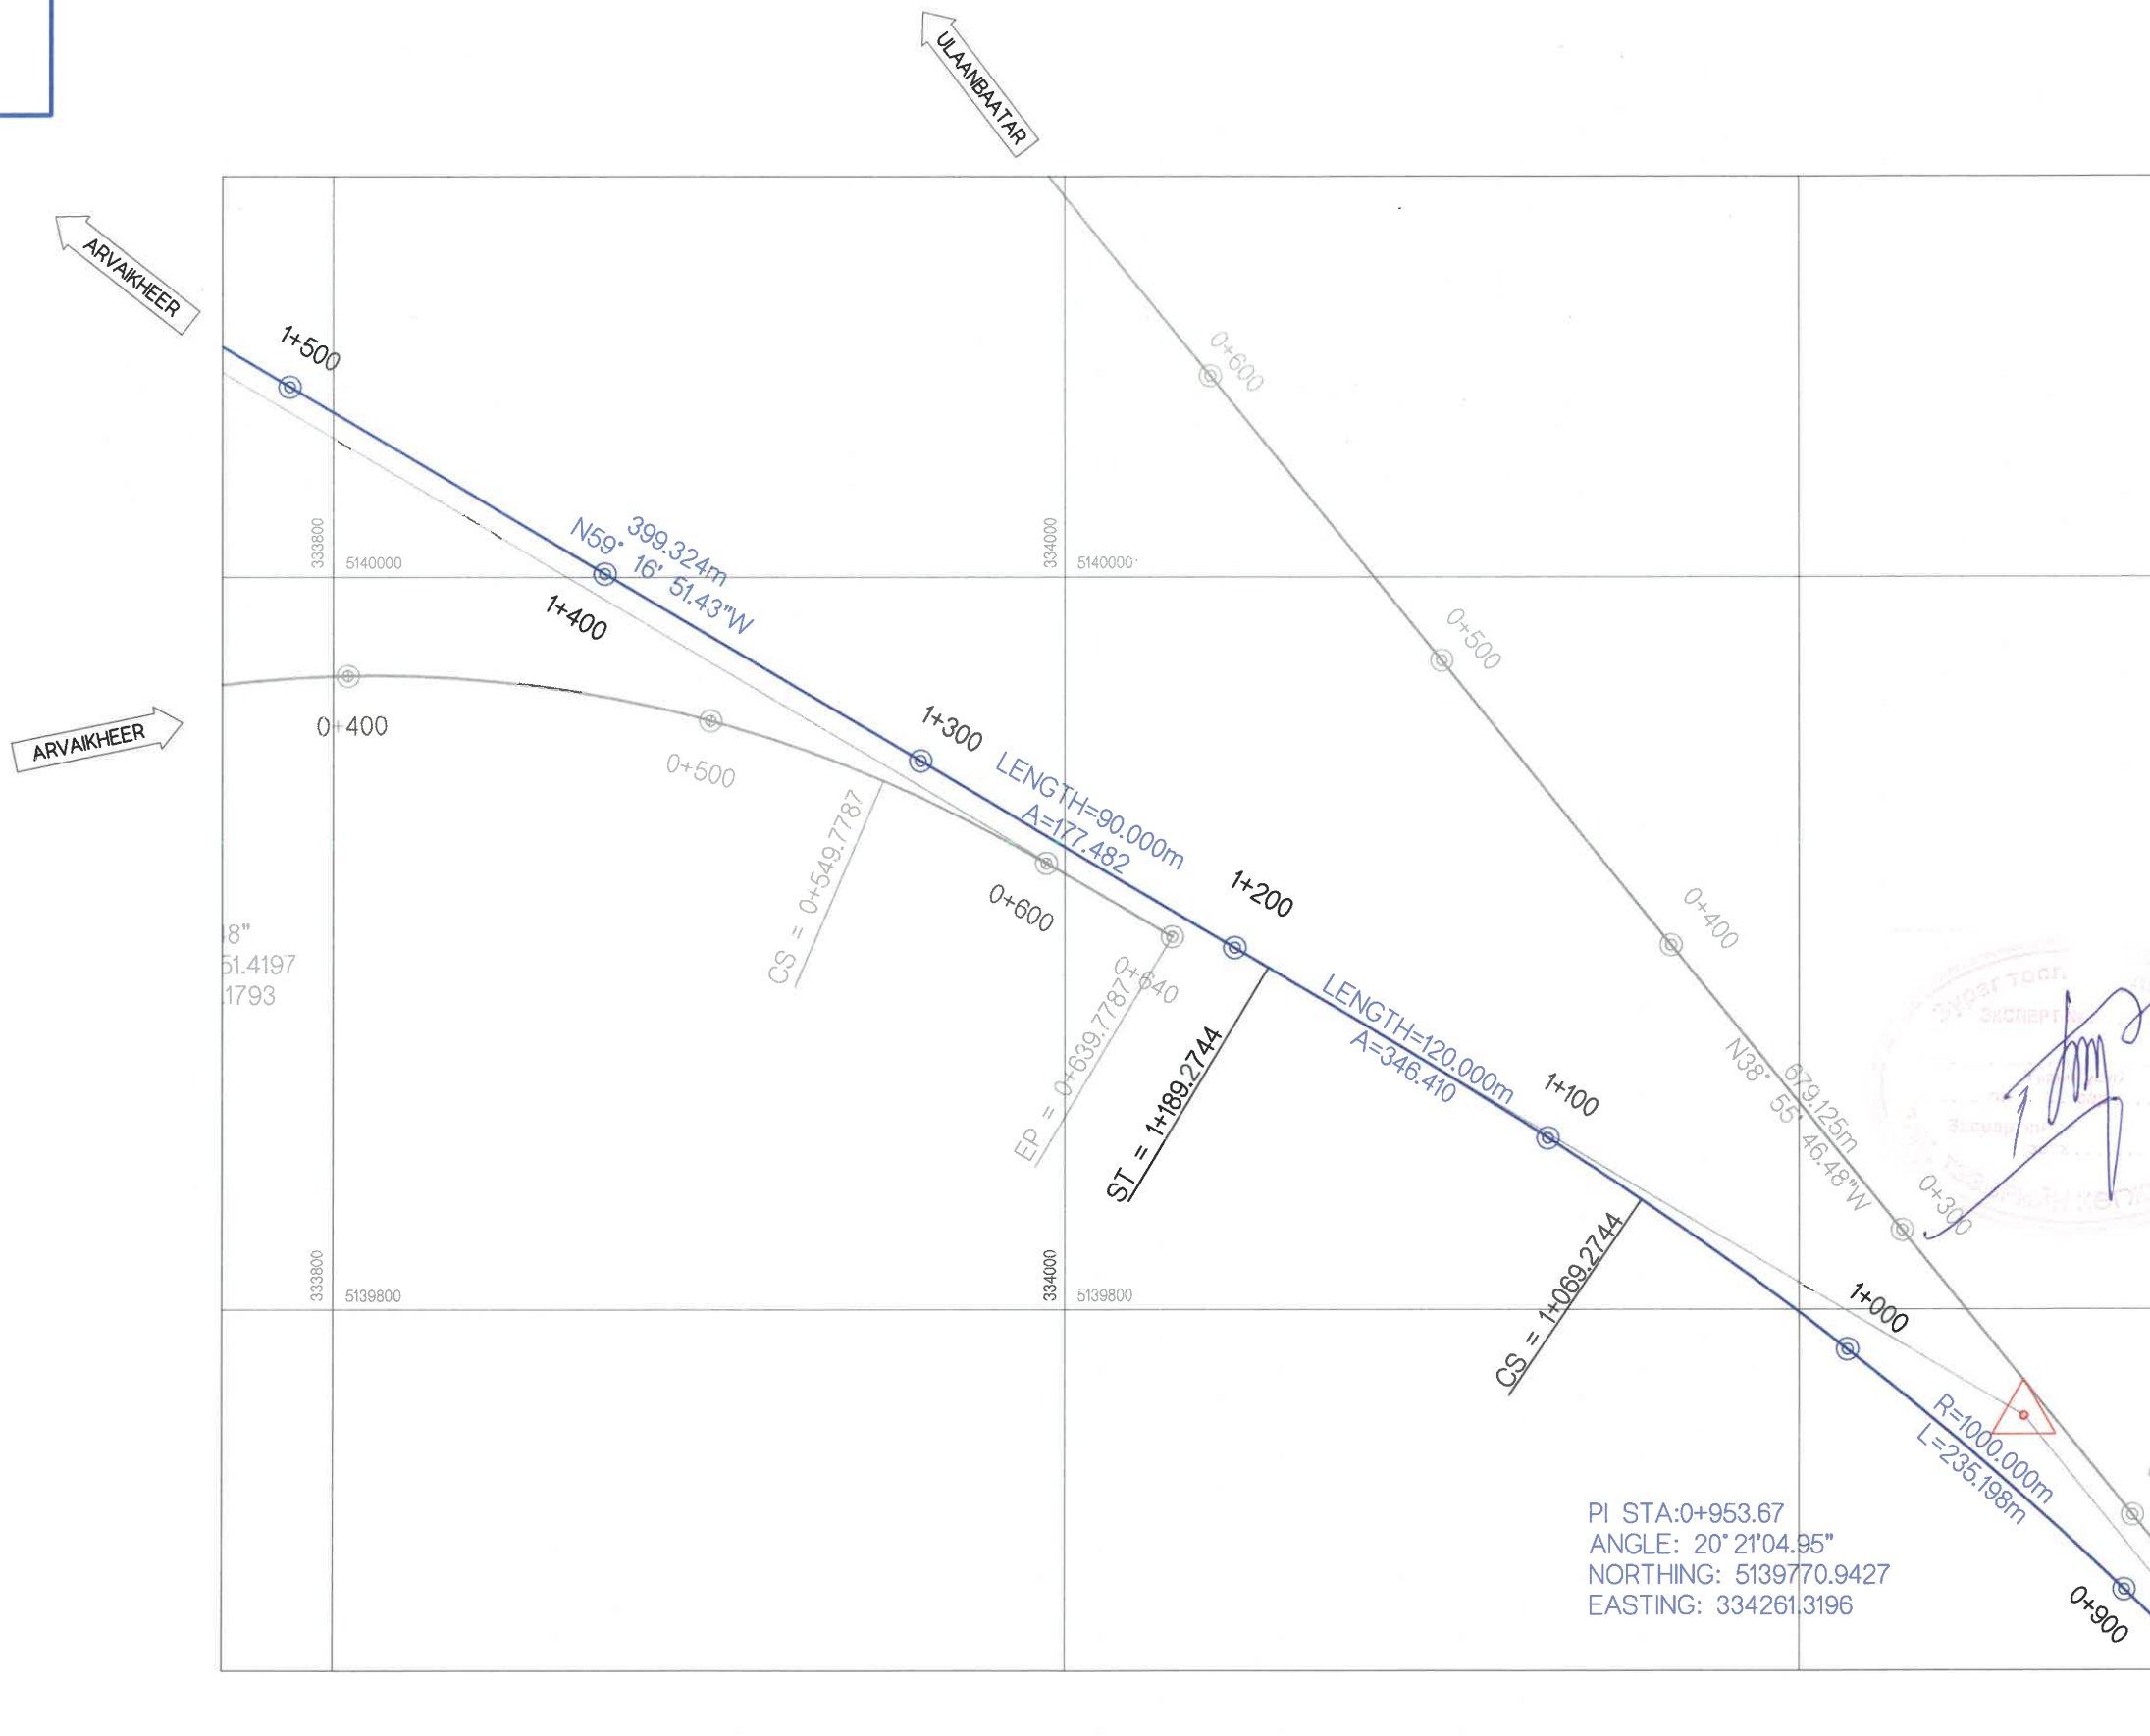 ULAANBAATAR
ARVAIKHEER
1+500
0+600
399.324m
N59° 16' 51.43"W
333800
5140000
334000
5140000
1+400
0+500
ARVAIKHEER
0+400
0+500
1+300
LENGTH=90.000m
A=177.482
CS = 0+549.7787
0+600
1+200
0+400
8"
51.4197
1793
0+640
EP = 0+639.7787
ST = 1+189.2744
LENGTH=120.000m
A=346.410
1+100
679.125m
N38° 55' 46.48"W
ЭКСПЕРТ
0+300
CS = 1+069.2744
333800
5139800
334000
5139800
1+000
R=1000.000m
L=235.198m
PI STA:0+953.67
ANGLE: 20°21'04.95"
NORTHING: 5139770.9427
EASTING: 334261.3196
0+900